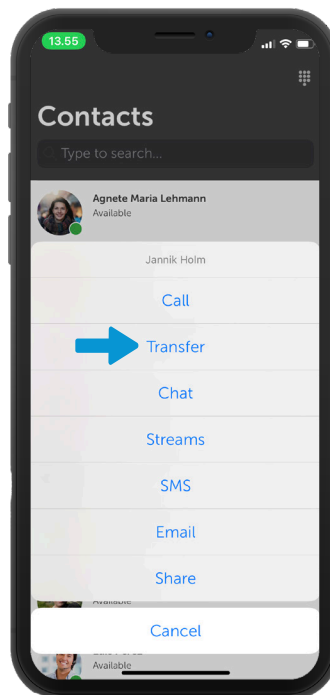 13.55
Contacts
Type to search...
Agnete Maria Lehmann
Available
Jannik Holm
Call
Transfer
Chat
Streams
SMS
Email
Share
Available
Cancel
Available